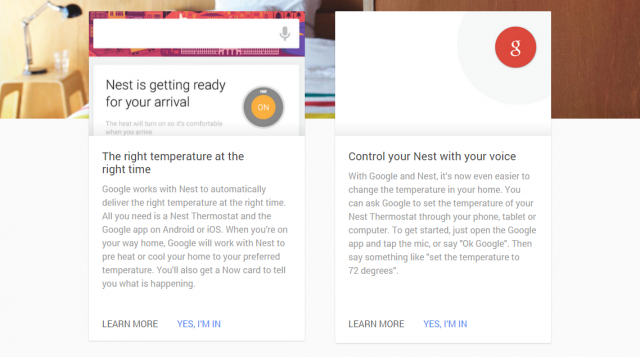 Nest is getting ready
for your arrival
ON
The heat will turn on so it's comfortable
when you arrive.
The right temperature at the
right time
Google works with Nest to automatically
deliver the right temperature at the right time.
All you need is a Nest Thermostat and the
Google app on Android or iOS. When you're on
your way home, Google will work with Nest to
pre heat or cool your home to your preferred
temperature. You'll also get a Now card to tell
you what is happening.
LEARN MORE YES, I'M IN
g
Control your Nest with your voice
With Google and Nest, it's now even easier to
change the temperature in your home. You
can ask Google to set the temperature of your
Nest Thermostat through your phone, tablet or
computer. To get started, just open the Google
app and tap the mic, or say "Ok Google". Then
say something like "set the temperature to
72 degrees".
LEARN MORE YES, I'M IN